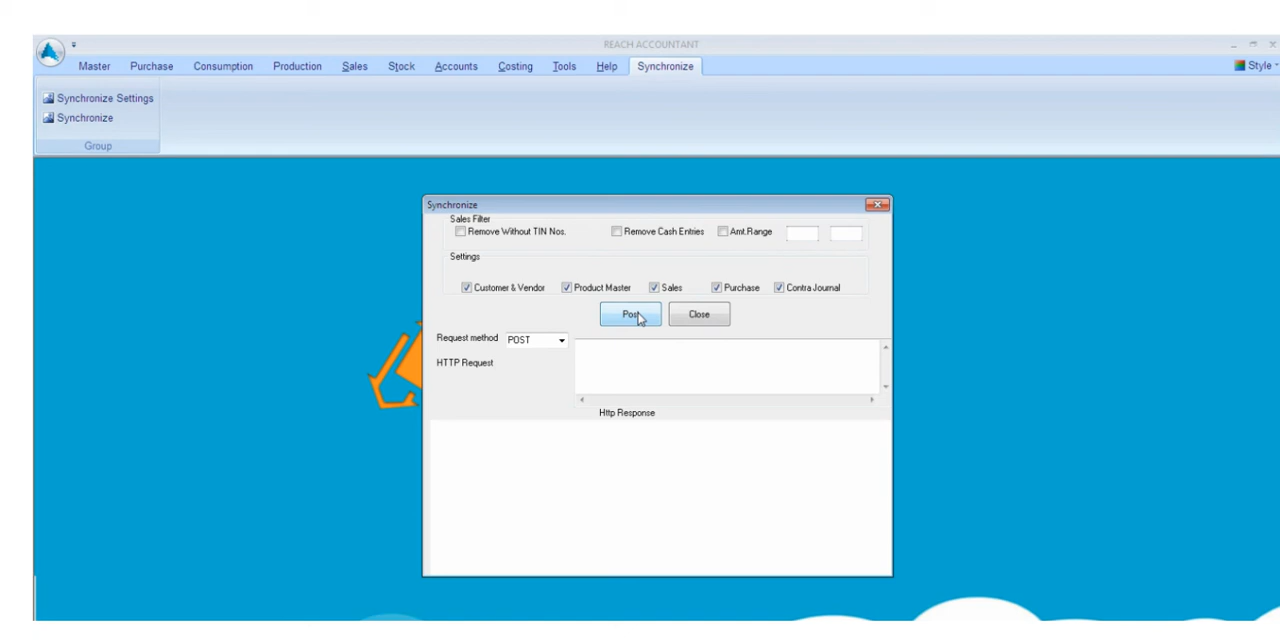 REACH ACCOUNTANT
Master Purchase Consumption Production Sales Stock Accounts Costing Tools Help Synchronize Style
Synchronize Settings
Synchronize
Group
Synchronize
Sales Filter
Remove Without TIN Nos. Remove Cash Entries Amt.Range
Settings
Customer & Vendor Product Master Sales Purchase Contra Journal
Post Close
Request method POST
HTTP Request
Http Response